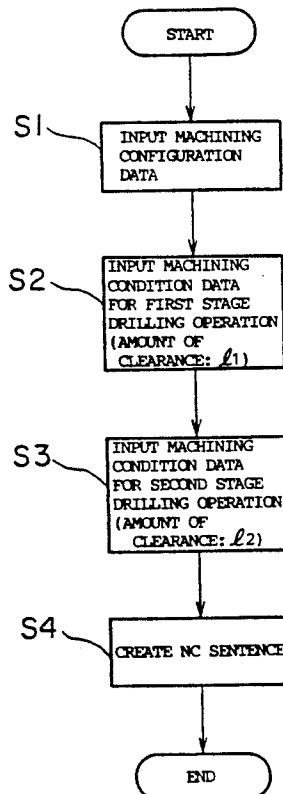 START
S1
INPUT MACHINING
CONFIGURATION
DATA
S2
INPUT MACHINING
CONDITION DATA
FOR FIRST STAGE
DRILLING OPERATION
(AMOUNT OF
CLEARANCE: ℓ1)
S3
INPUT MACHINING
CONDITION DATA
FOR SECOND STAGE
DRILLING OPERATION
(AMOUNT OF
CLEARANCE: ℓ2)
S4
CREATE NC SENTENCE
END